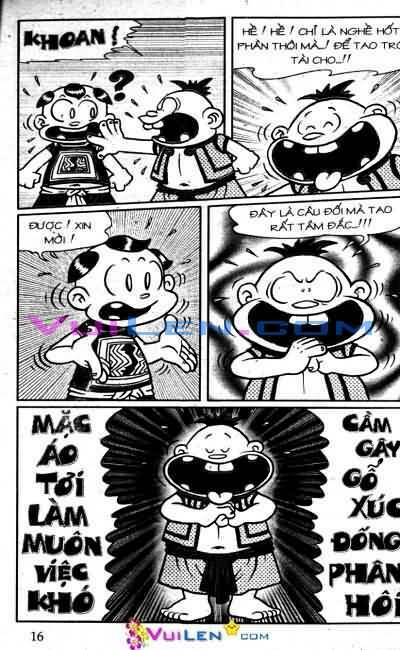 KHOAN!
?
HỀ! HỀ! CHỈ LÀ NGHỀ HỐT
PHÂN THÔI MÀ..! ĐỂ TAO TRỔ
TÀI CHO..!!
ĐƯỢC! XIN
MỜI!
ĐÂY LÀ CÂU ĐỐI MÀ TAO
RẤT TÂM ĐẮC..!!!
VuiLen.com
MẶC
ÁO
TƠI
LÀM
MUÔN
VIỆC
KHÓ
CẦM
GẬY
GỖ
XÚC
ĐỐNG
PHÂN
HÔI
16
VuiLen.com